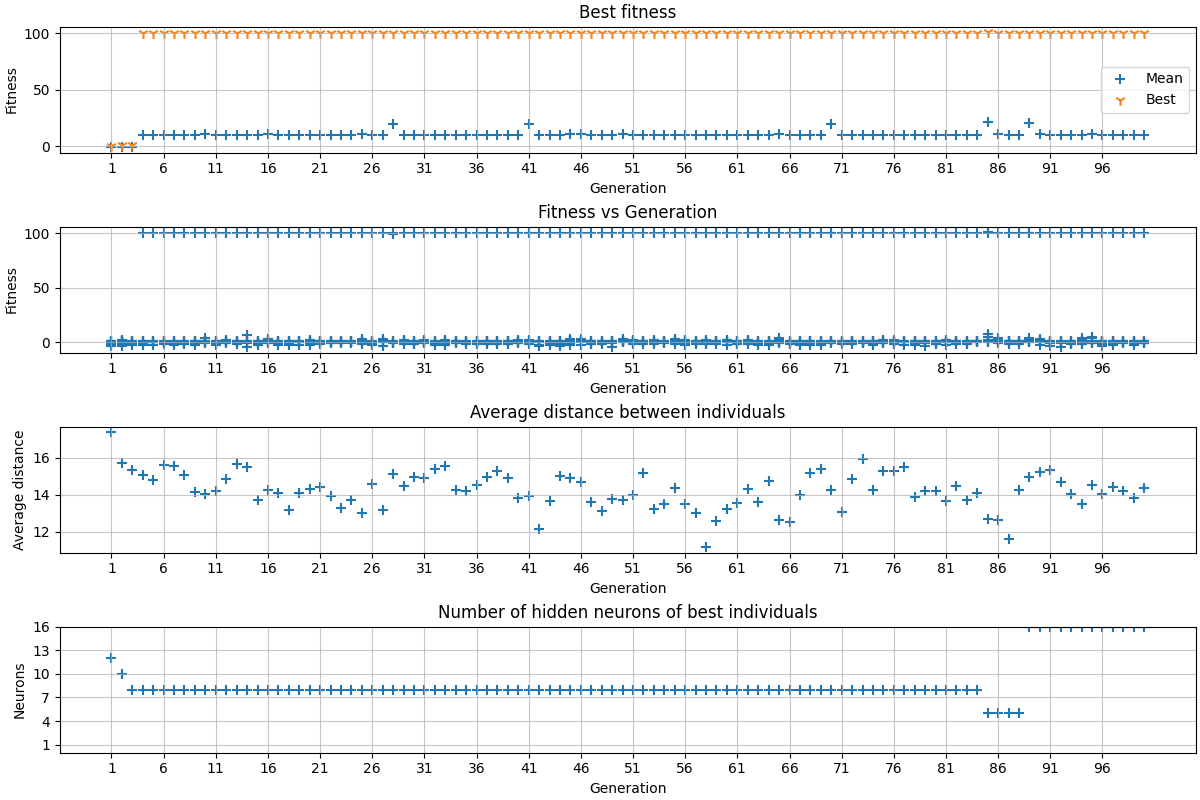 Best fitness
100
50
0
Fitness
Mean
Best
1 6 11 16 21 26 31 36 41 46 51 56 61 66 71 76 81 86 91 96
Generation
Fitness vs Generation
100
50
0
Fitness
1 6 11 16 21 26 31 36 41 46 51 56 61 66 71 76 81 86 91 96
Generation
Average distance between individuals
16
14
12
Average distance
1 6 11 16 21 26 31 36 41 46 51 56 61 66 71 76 81 86 91 96
Generation
Number of hidden neurons of best individuals
16
13
10
7
4
1
Neurons
1 6 11 16 21 26 31 36 41 46 51 56 61 66 71 76 81 86 91 96
Generation